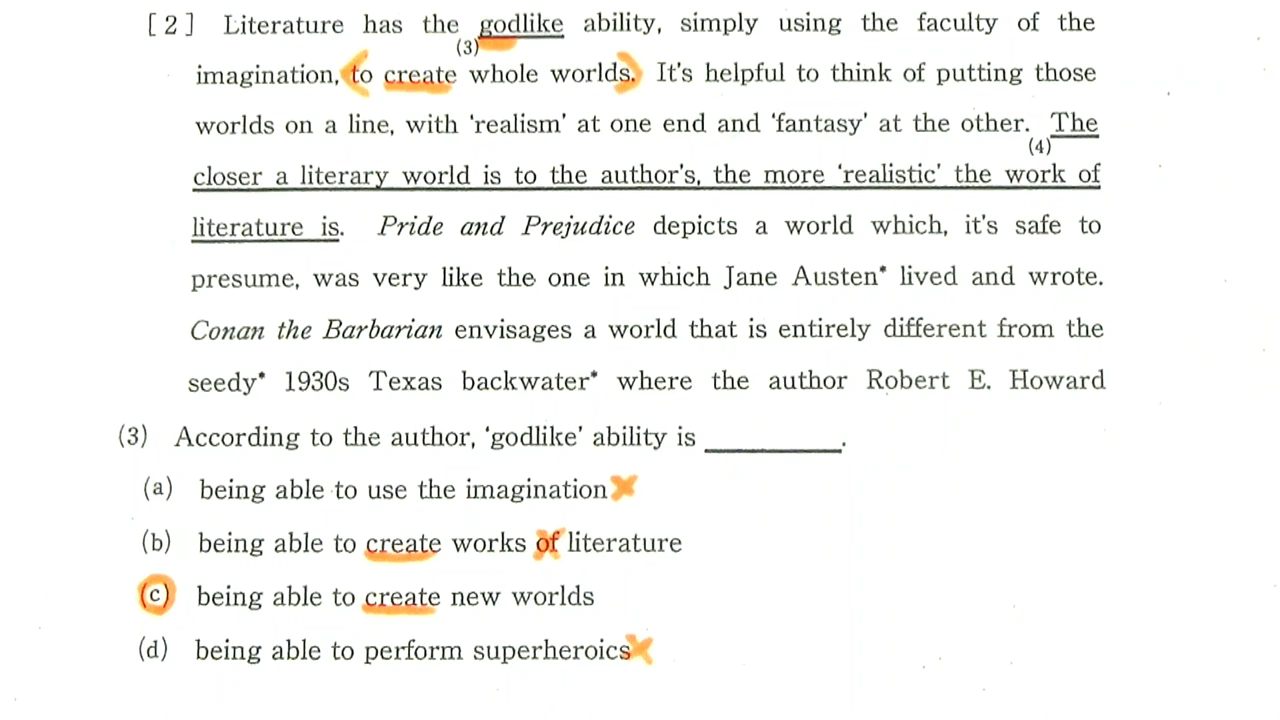 [2] Literature has the godlike ability, simply using the faculty of the
(3)
imagination, to create whole worlds. It's helpful to think of putting those
worlds on a line, with 'realism' at one end and 'fantasy' at the other. The
(4)
closer a literary world is to the author's, the more 'realistic' the work of
literature is. Pride and Prejudice depicts a world which, it's safe to
presume, was very like the one in which Jane Austen* lived and wrote.
Conan the Barbarian envisages a world that is entirely different from the
seedy* 1930s Texas backwater* where the author Robert E. Howard
(3) According to the author, 'godlike' ability is ________.
(a) being able to use the imagination
(b) being able to create works of literature
(c) being able to create new worlds
(d) being able to perform superheroics